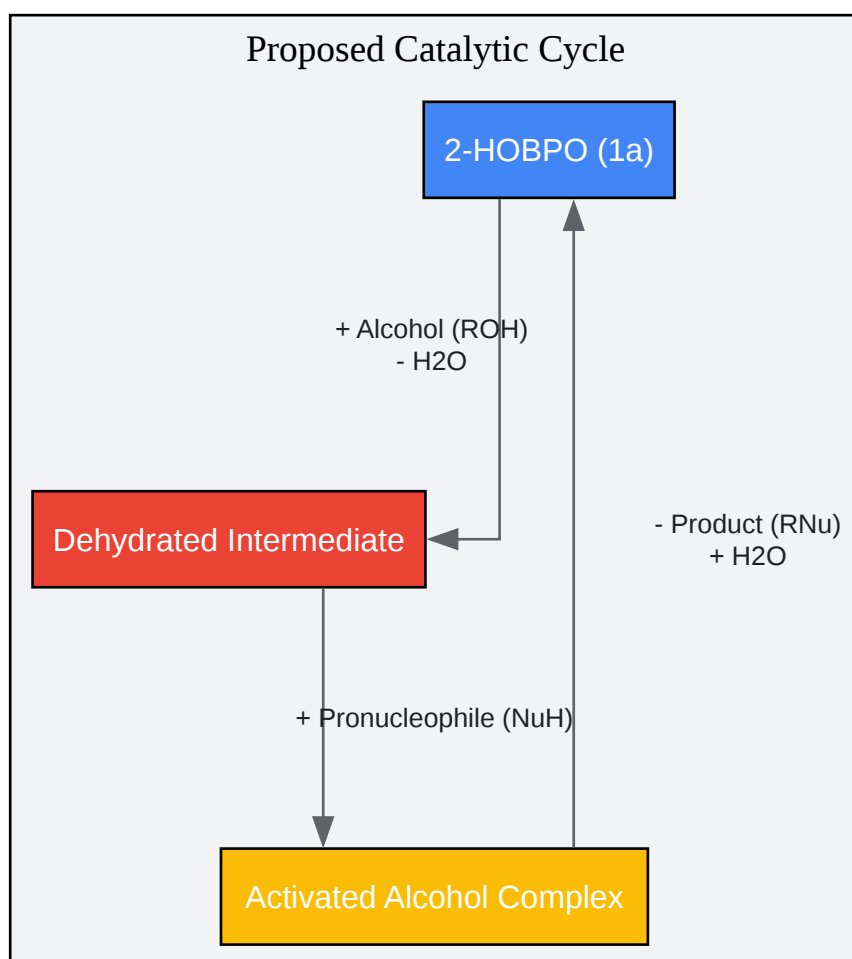 Proposed Catalytic Cycle
2-HOBPO (1a)
+ Alcohol (ROH)
- H2O
Dehydrated Intermediate
- Product (RNu)
+ H2O
+ Pronucleophile (NuH)
Activated Alcohol Complex